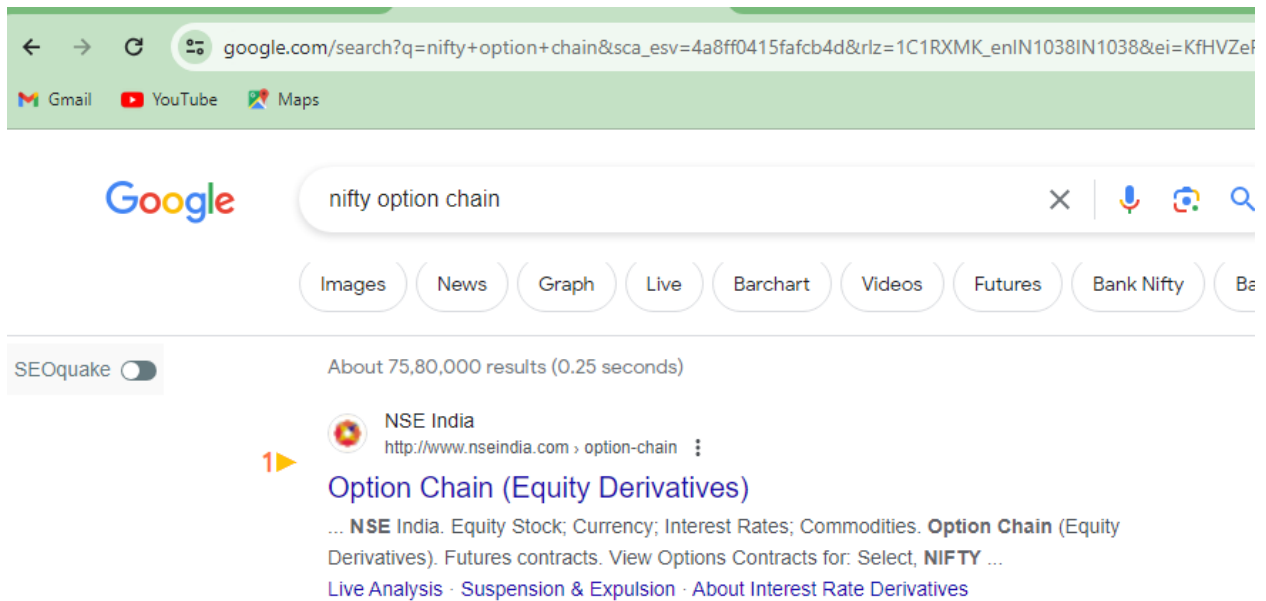 google.com/search?q=nifty+option+chain&sca_esv=4a8ff0415fafcb4d&rlz=1C1RXMK_enIN1038IN1038&ei=KfHVZeF
Gmail YouTube Maps
Google nifty option chain
Images News Graph Live Barchart Videos Futures Bank Nifty Ba
SEOquake About 75,80,000 results (0.25 seconds)
NSE India
http://www.nseindia.com › option-chain
1
Option Chain (Equity Derivatives)
... NSE India. Equity Stock; Currency; Interest Rates; Commodities. Option Chain (Equity
Derivatives). Futures contracts. View Options Contracts for: Select, NIFTY ...
Live Analysis · Suspension & Expulsion · About Interest Rate Derivatives